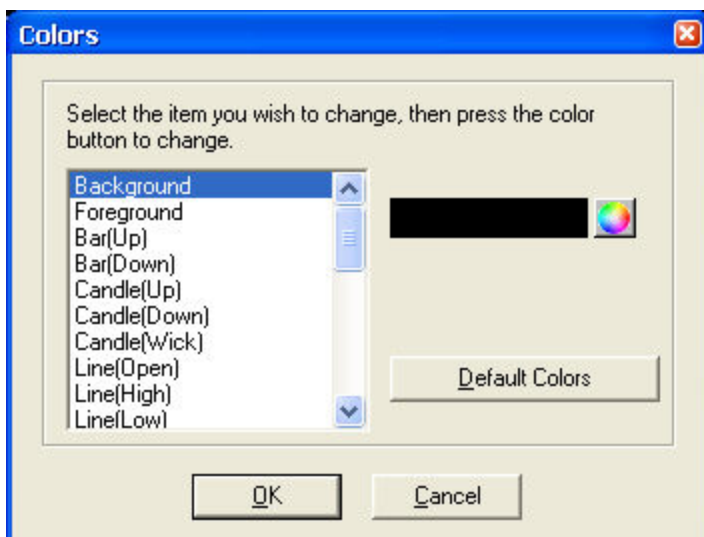 Colors
Select the item you wish to change, then press the color
button to change.
Background
Foreground
Bar(Up)
Bar(Down)
Candle(Up)
Candle(Down)
Candle(Wick)
Line(Open)
Line(High)
Line(Low)
Default Colors
OK
Cancel